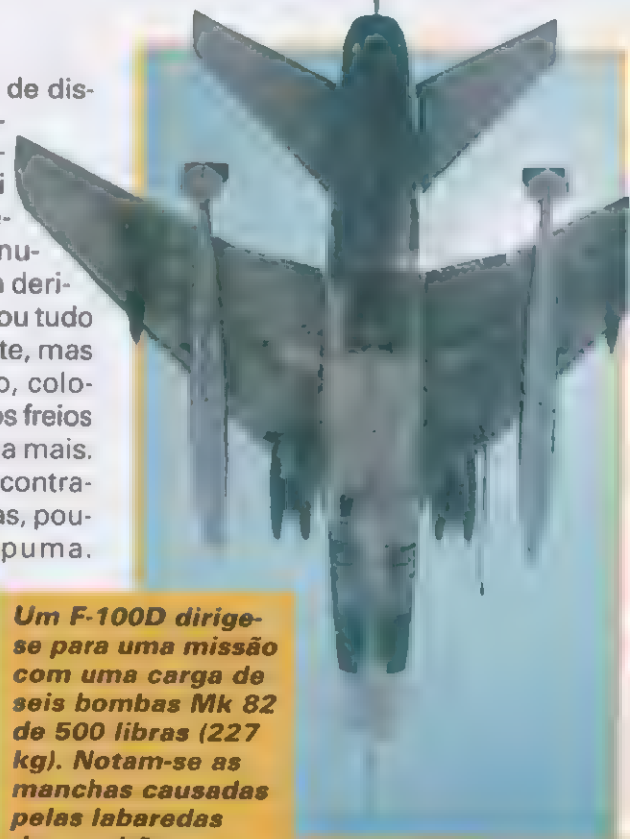 de dis-
-
-
i
-
nu-
deri-
ou tudo
te, mas
o, colo-
os freios
a mais.
contra-
as, pou-
puma.
Um F-100D dirige-
se para uma missão
com uma carga de
seis bombas Mk 82
de 500 libras (227
kg). Notam-se as
manchas causadas
pelas labaredas